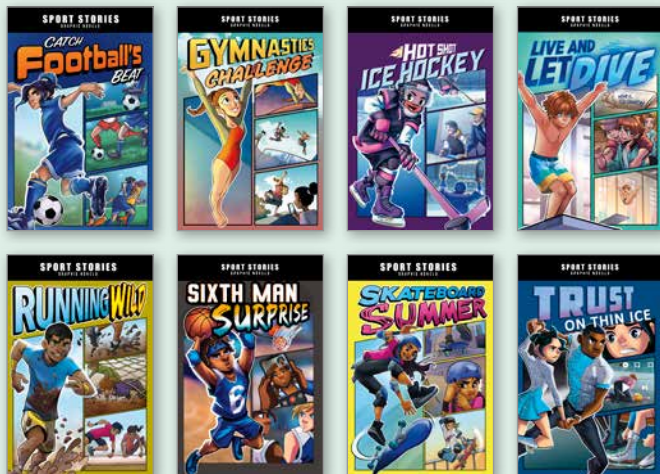 SPORT STORIES
GRAPHIC NOVELS
CATCH
Football's
BEAT
SPORT STORIES
GRAPHIC NOVELS
GYMNASTICS
CHALLENGE
SPORT STORIES
GRAPHIC NOVELS
HOT SHOT
ICE HOCKEY
SPORT STORIES
GRAPHIC NOVELS
LIVE AND
LET DIVE
SPORT STORIES
GRAPHIC NOVELS
RUNNING WILD
SPORT STORIES
GRAPHIC NOVELS
SIXTH MAN
SURPRISE
SPORT STORIES
GRAPHIC NOVELS
SKATEBOARD
SUMMER
SPORT STORIES
GRAPHIC NOVELS
TRUST
ON THIN ICE